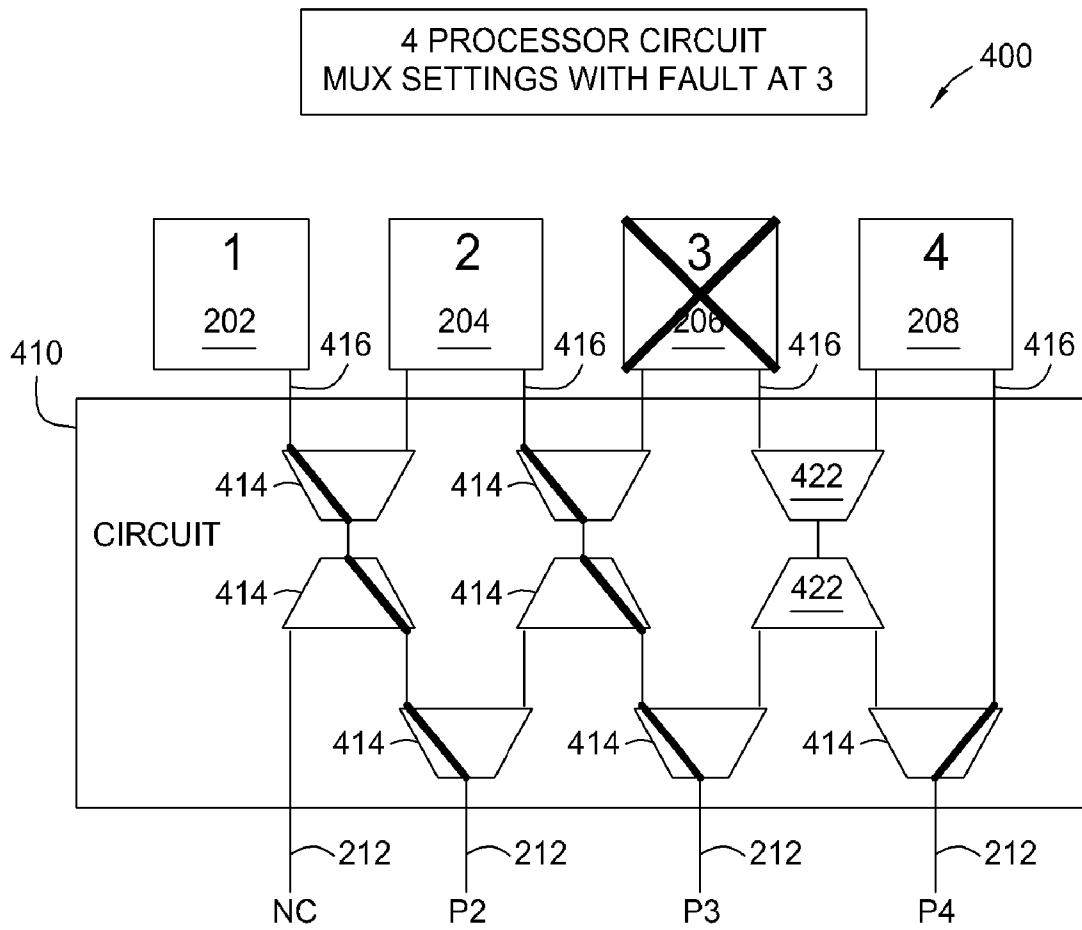 4 PROCESSOR CIRCUIT
MUX SETTINGS WITH FAULT AT 3
400
1 2 3 4
202 204 206 208
410 416 416 416 416
414 414 422
CIRCUIT
414 414 422
414 414 414
212 212 212 212
NC P2 P3 P4